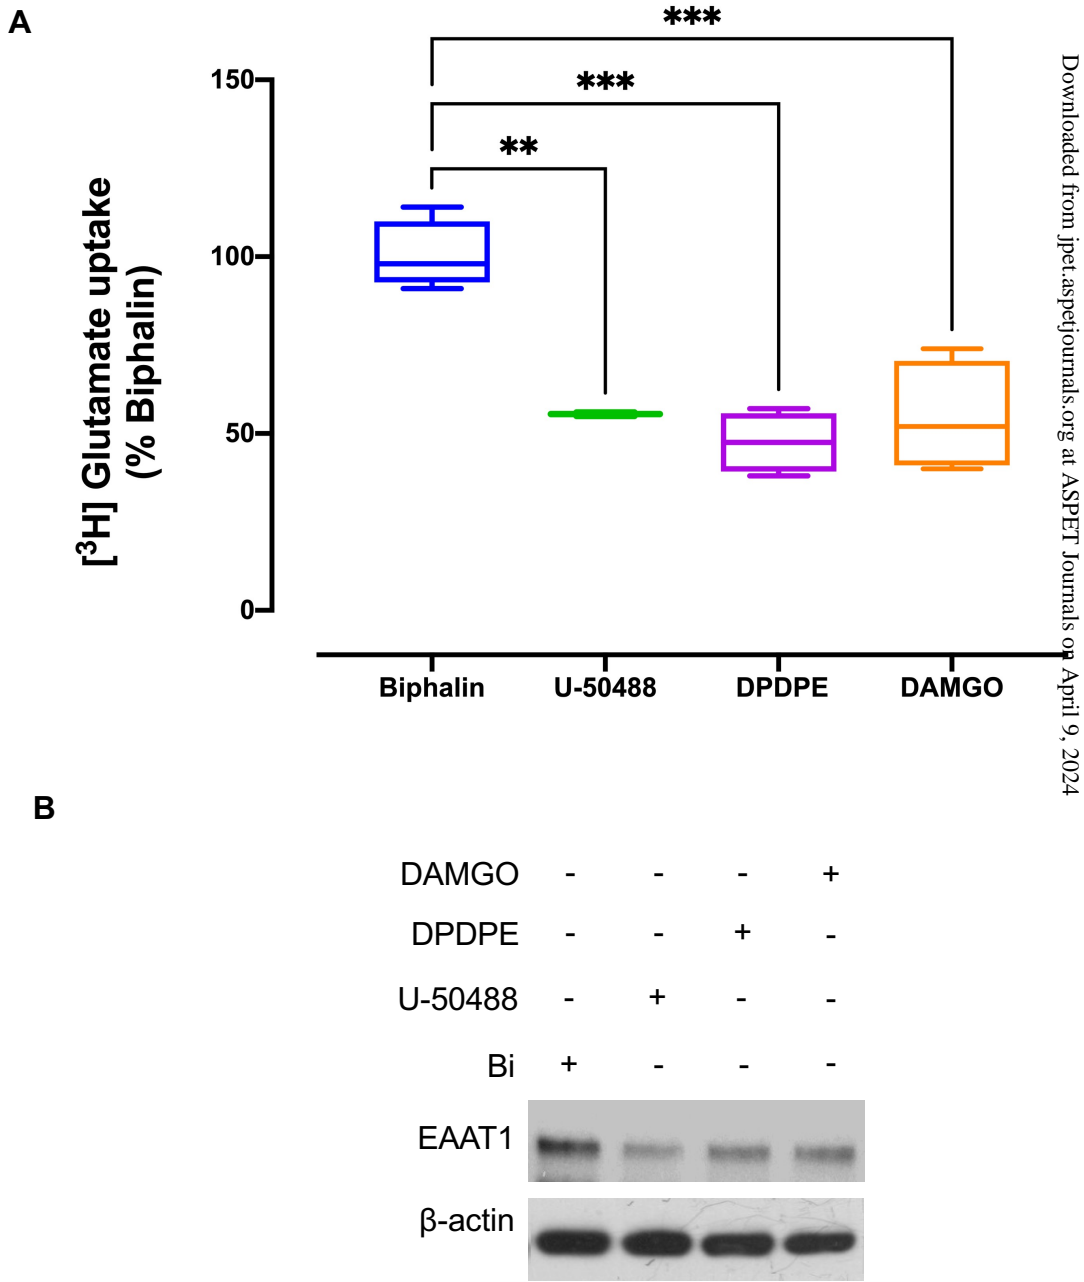 A
***
***
**
150
100
50
0
[³H] Glutamate uptake
(% Biphalin)
Biphalin U-50488 DPDPE DAMGO
Downloaded from jpet.aspetjournals.org at ASPET Journals on April 9, 2024
B
DAMGO - - - +
DPDPE - - + -
U-50488 - + - -
Bi + - - -
EAAT1
β-actin